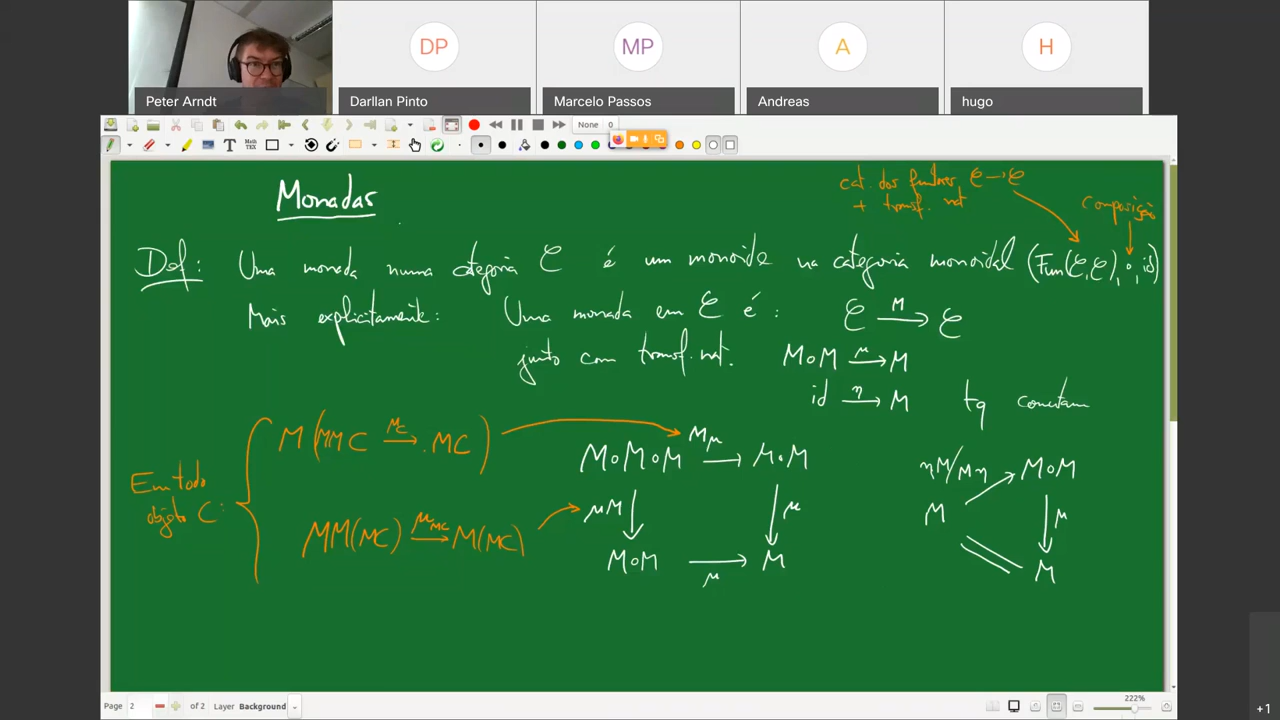 DP
MP
A
H
Peter Arndt
Darllan Pinto
Marcelo Passos
Andreas
hugo
None 0
T
Math TEX
Monadas
cat. dos funtores C → C
+ transf. nat
composição
Def: Uma monada numa categoria C é um monoide na categoria monoidal (Fun(C,C), ∘, id)
Mais explicitamente: Uma monada em C é: C →M C
junto com transf. nat. M∘M →μ M
id →η M tq comutam
M(MMC →μC MC)
Em todo objeto C:
MM(MC) →μMC M(MC)
M∘M∘M →Mμ M∘M
μM
μ
M∘M →μ M
ηM/Mη
M
M∘M
μ
M
Page 2 of 2 Layer Background
222%
+1